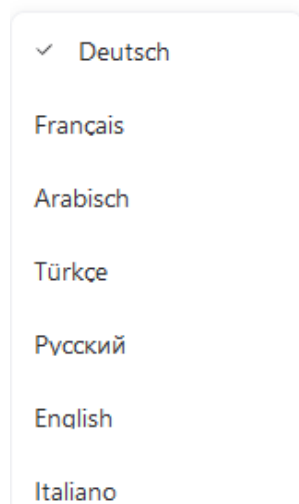 Deutsch
Français
Arabisch
Türkçe
Русский
English
Italiano